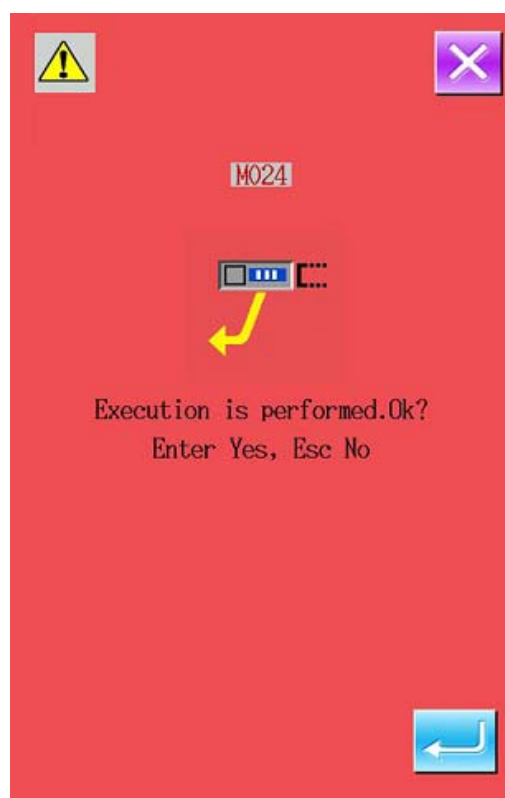 M024
Execution is performed.Ok?
Enter Yes, Esc No